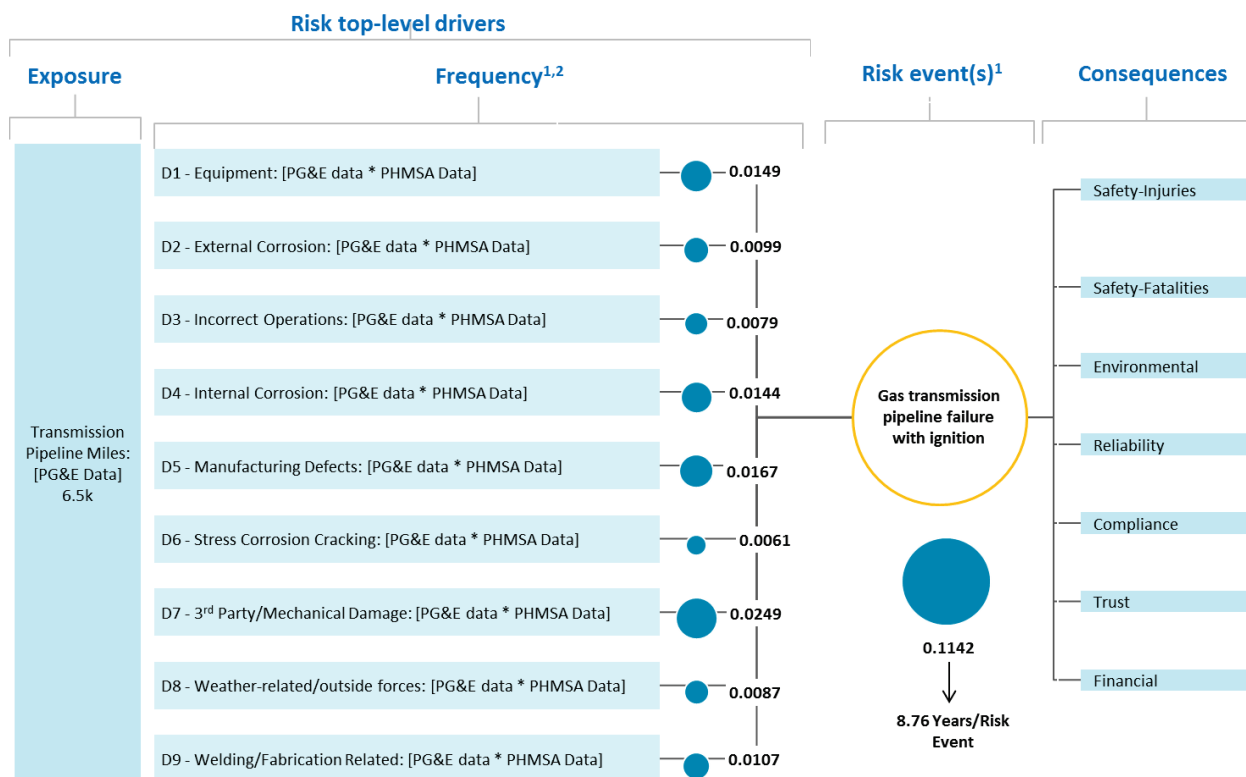 Risk top-level drivers
Exposure
Frequency1,2
Risk event(s)1
Consequences
Transmission
Pipeline Miles:
[PG&E Data]
6.5k
D1 - Equipment: [PG&E data * PHMSA Data]
0.0149
D2 - External Corrosion: [PG&E data * PHMSA Data]
0.0099
D3 - Incorrect Operations: [PG&E data * PHMSA Data]
0.0079
D4 - Internal Corrosion: [PG&E data * PHMSA Data]
0.0144
D5 - Manufacturing Defects: [PG&E data * PHMSA Data]
0.0167
D6 - Stress Corrosion Cracking: [PG&E data * PHMSA Data]
0.0061
D7 - 3rd Party/Mechanical Damage: [PG&E data * PHMSA Data]
0.0249
D8 - Weather-related/outside forces: [PG&E data * PHMSA Data]
0.0087
D9 - Welding/Fabrication Related: [PG&E data * PHMSA Data]
0.0107
Gas transmission
pipeline failure
with ignition
0.1142
8.76 Years/Risk
Event
Safety-Injuries
Safety-Fatalities
Environmental
Reliability
Compliance
Trust
Financial